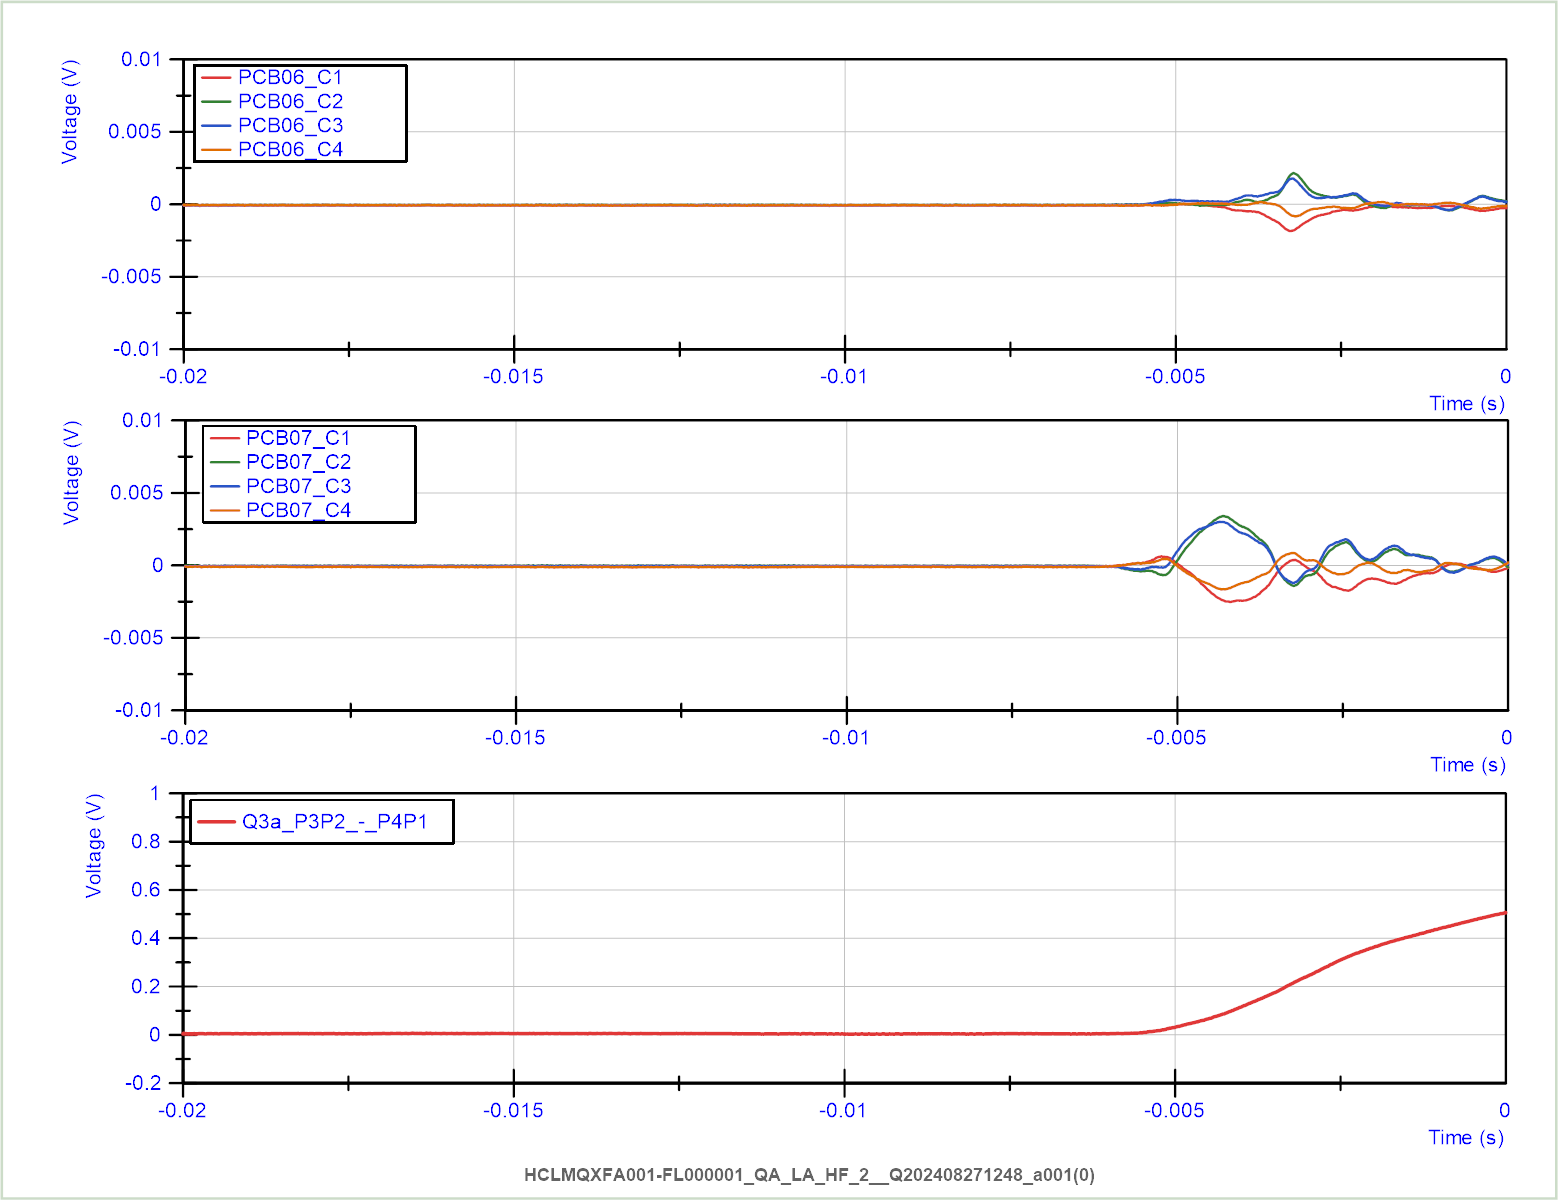 Voltage (V)
0.01
0.005
0
-0.005
-0.01
PCB06_C1
PCB06_C2
PCB06_C3
PCB06_C4
-0.02
-0.015
-0.01
-0.005
0
Time (s)
Voltage (V)
0.01
0.005
0
-0.005
-0.01
PCB07_C1
PCB07_C2
PCB07_C3
PCB07_C4
-0.02
-0.015
-0.01
-0.005
0
Time (s)
Voltage (V)
1
0.8
0.6
0.4
0.2
0
-0.2
Q3a_P3P2_-_P4P1
-0.02
-0.015
-0.01
-0.005
0
Time (s)
HCLMQXFA001-FL000001_QA_LA_HF_2__Q202408271248_a001(0)